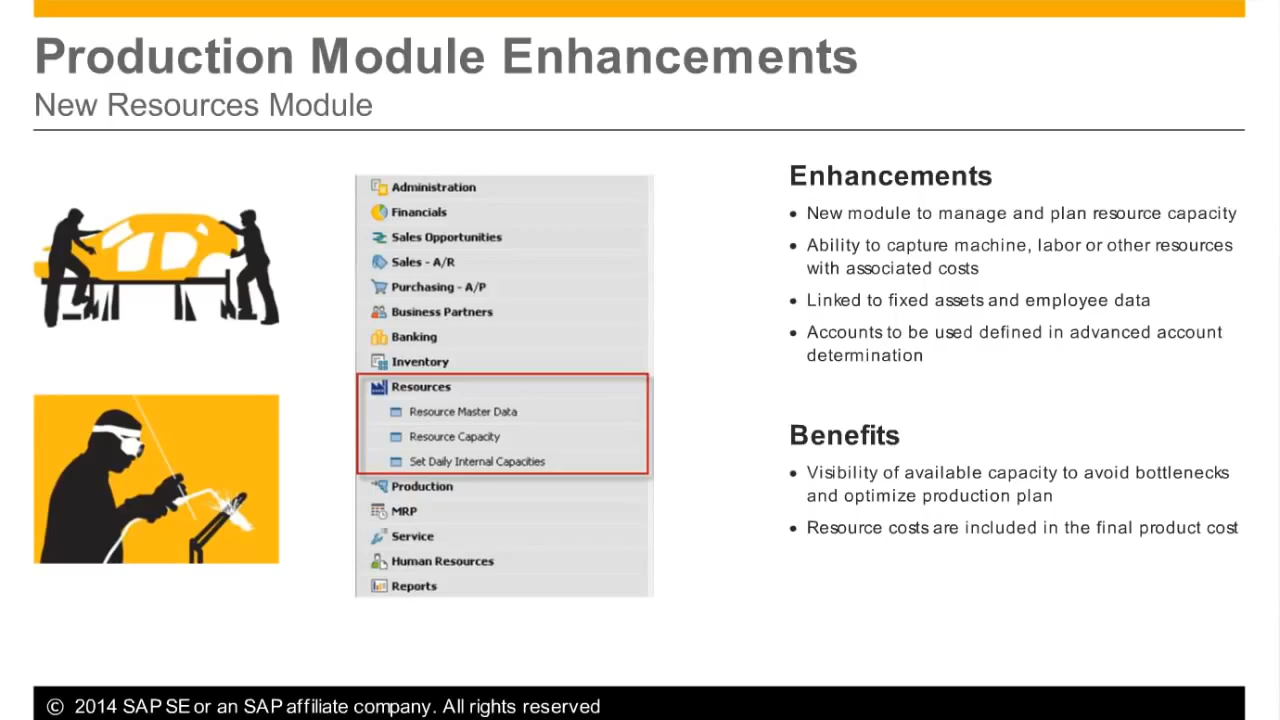 Production Module Enhancements
New Resources Module
Administration
Financials
Sales Opportunities
Sales - A/R
Purchasing - A/P
Business Partners
Banking
Inventory
Resources
Resource Master Data
Resource Capacity
Set Daily Internal Capacities
Production
MRP
Service
Human Resources
Reports
Enhancements
• New module to manage and plan resource capacity
• Ability to capture machine, labor or other resources
with associated costs
• Linked to fixed assets and employee data
• Accounts to be used defined in advanced account
determination
Benefits
• Visibility of available capacity to avoid bottlenecks
and optimize production plan
• Resource costs are included in the final product cost
© 2014 SAP SE or an SAP affiliate company. All rights reserved